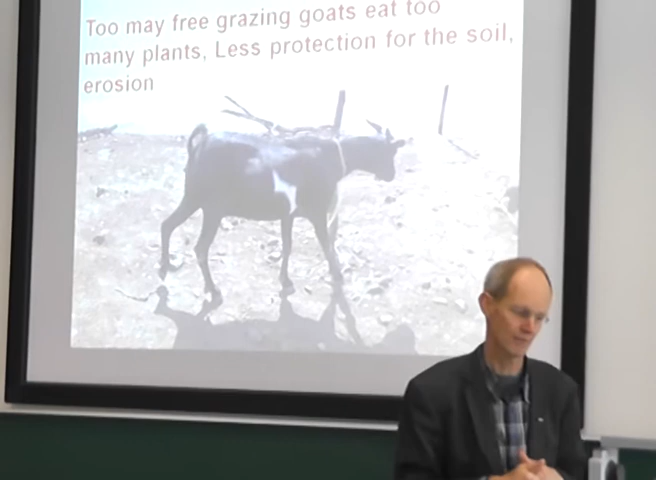 Too may free grazing goats eat too
many plants, Less protection for the soil,
erosion